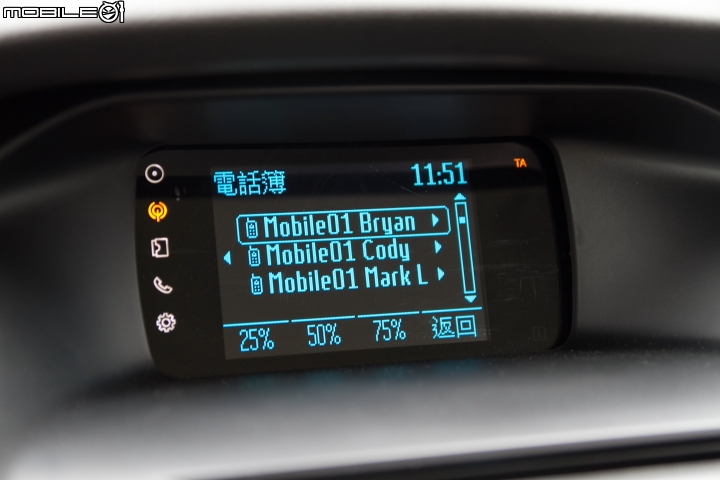 MOBILE01
電話簿 11:51 TA
Mobile01 Bryan
Mobile01 Cody
Mobile01 Mark L
25% 50% 75% 返回